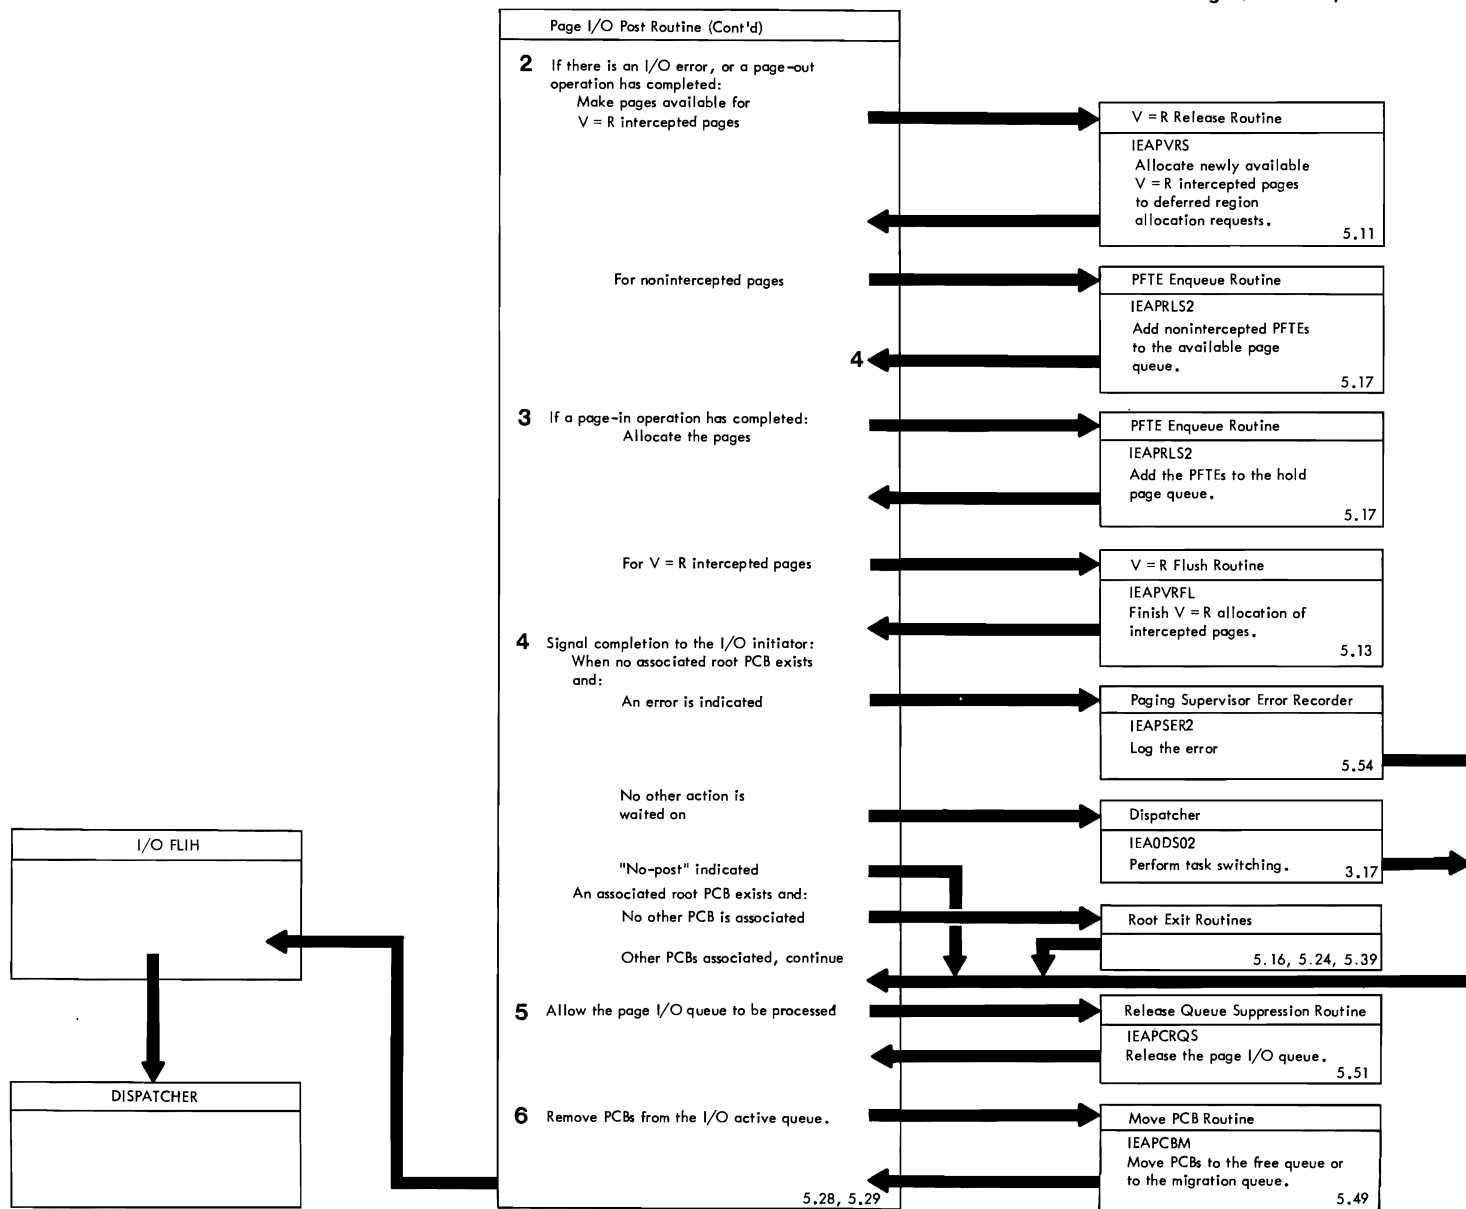 Page I/O Post Routine (Cont'd)
2 If there is an I/O error, or a page-out
operation has completed:
Make pages available for
V = R intercepted pages
V = R Release Routine
IEAPVRS
Allocate newly available
V = R intercepted pages
to deferred region
allocation requests.
5.11
For nonintercepted pages
PFTE Enqueue Routine
IEAPRLS2
Add nonintercepted PFTEs
to the available page
queue.
5.17
4
3 If a page-in operation has completed:
Allocate the pages
PFTE Enqueue Routine
IEAPRLS2
Add the PFTEs to the hold
page queue.
5.17
For V = R intercepted pages
V = R Flush Routine
IEAPVRFL
Finish V = R allocation of
intercepted pages.
5.13
4 Signal completion to the I/O initiator:
When no associated root PCB exists
and:
An error is indicated
Paging Supervisor Error Recorder
IEAPSER2
Log the error
5.54
No other action is
waited on
Dispatcher
IEA0DS02
Perform task switching.
3.17
"No-post" indicated
An associated root PCB exists and:
No other PCB is associated
Root Exit Routines
5.16, 5.24, 5.39
Other PCBs associated, continue
5 Allow the page I/O queue to be processed
Release Queue Suppression Routine
IEAPCRQS
Release the page I/O queue.
5.51
6 Remove PCBs from the I/O active queue.
Move PCB Routine
IEAPCBM
Move PCBs to the free queue or
to the migration queue.
5.49
5.28, 5.29
I/O FLIH
DISPATCHER